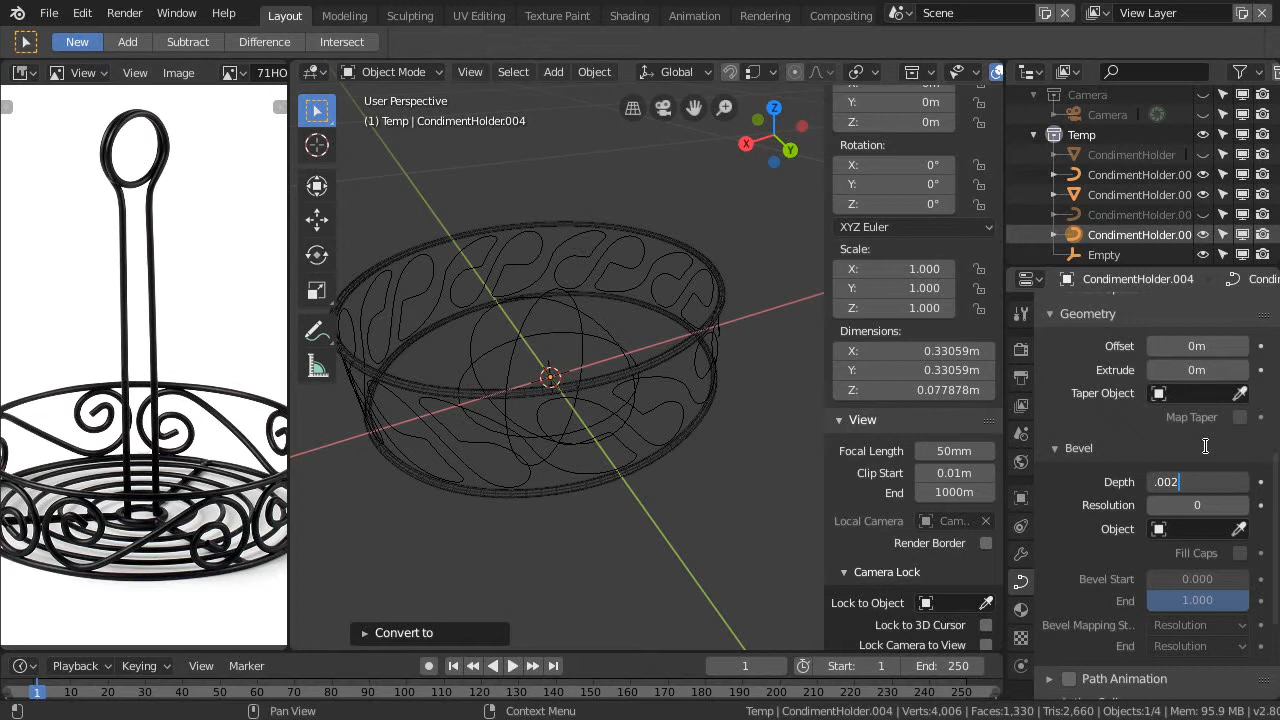 File Edit Render Window Help Layout Modeling Sculpting UV Editing Texture Paint Shading Animation Rendering Compositing Scene View Layer
New Add Subtract Difference Intersect
View View Image 71HO Object Mode View Select Add Object Global
User Perspective
(1) Temp | CondimentHolder.004
Y: 0m
Z: 0m
Rotation:
X: 0°
Y: 0°
Z: 0°
XYZ Euler
Scale:
X: 1.000
Y: 1.000
Z: 1.000
Dimensions:
X: 0.33059m
Y: 0.33059m
Z: 0.077878m
View
Focal Length 50mm
Clip Start 0.01m
End 1000m
Local Camera Cam..
Render Border
Camera Lock
Lock to Object
Lock to 3D Cursor
Lock Camera to View
Camera
Camera
Temp
CondimentHolder
CondimentHolder.00
CondimentHolder.00
CondimentHolder.00
CondimentHolder.00
Empty
CondimentHolder.004
Geometry
Offset 0m
Extrude 0m
Taper Object
Map Taper
Bevel
Depth .002
Resolution 0
Object
Fill Caps
Bevel Start 0.000
End 1.000
Bevel Mapping St.. Resolution
End Resolution
Path Animation
X
Y
Z
Convert to
Playback Keying View Marker 1 Start: 1 End: 250
1 10 20 30 40 50 60 70 80 90 100 110 120 130 140 150 160 170 180 190 200 210 220 230 240 250
Pan View Context Menu Temp | CondimentHolder.004 | Verts:4,006 | Faces:1,330 | Tris:2,660 | Objects:1/4 | Mem: 95.9 MB | v2.80